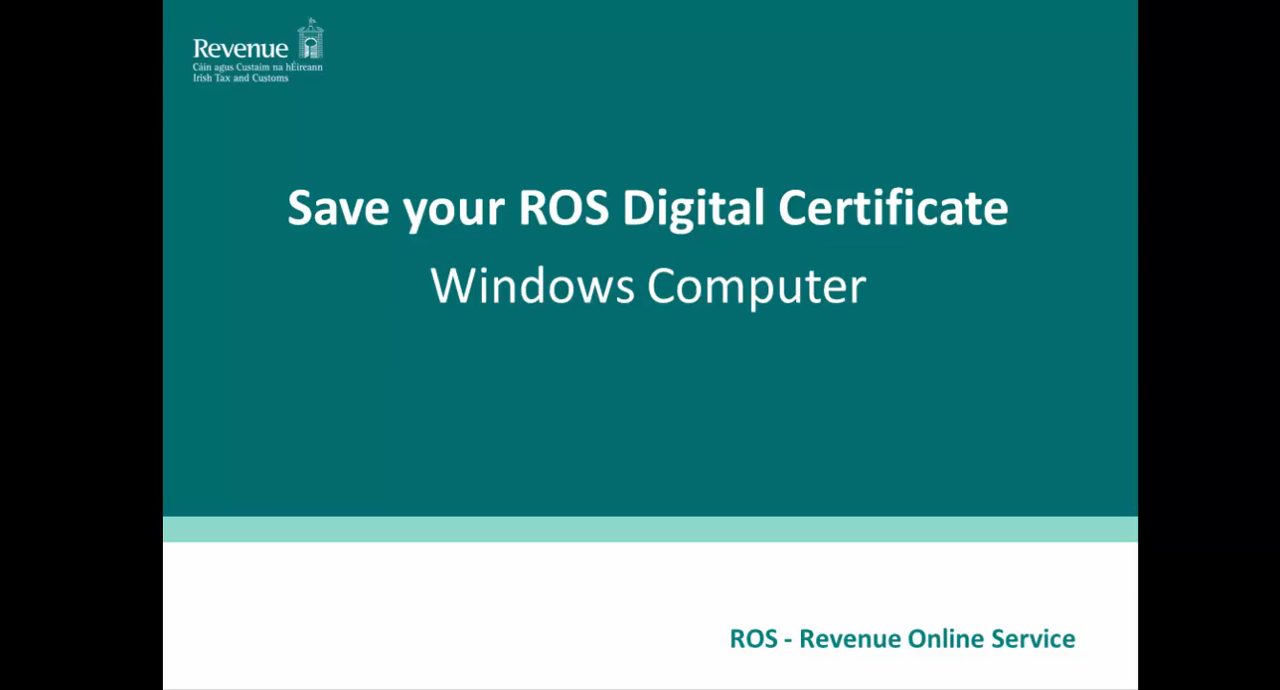 Revenue
Cáin agus Custaim na hÉireann
Irish Tax and Customs
Save your ROS Digital Certificate
Windows Computer
ROS - Revenue Online Service